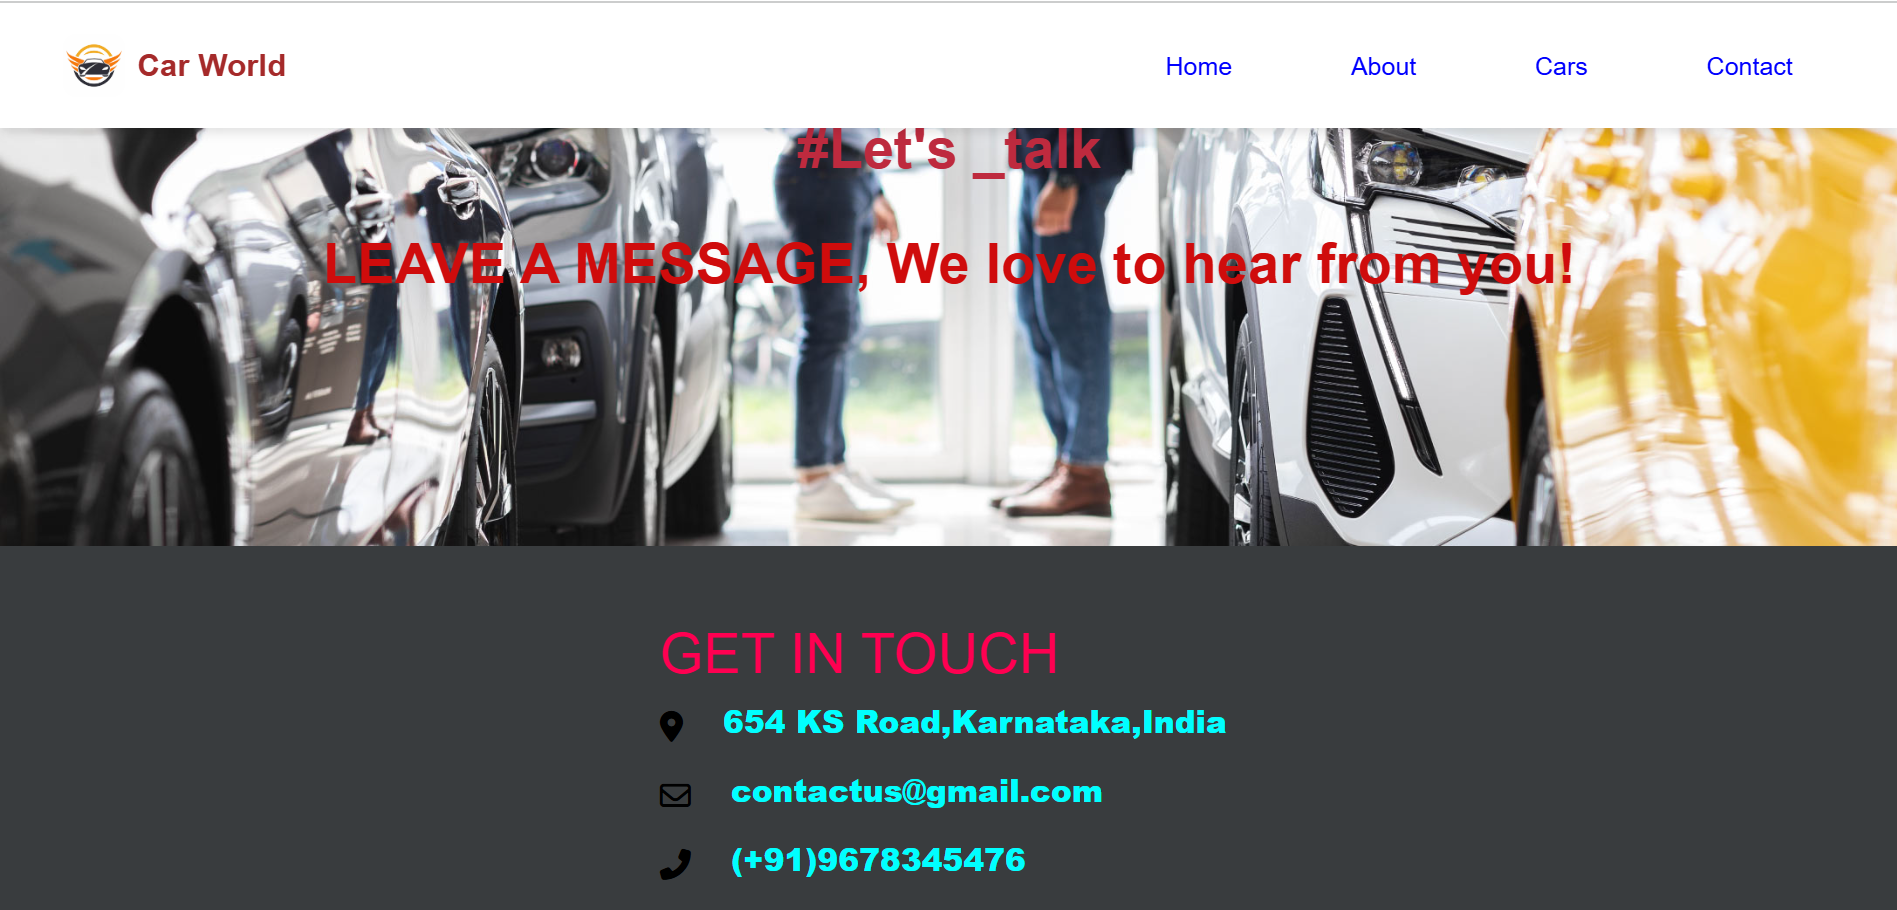 Car World
Home About Cars Contact
#Let's _talk
LEAVE A MESSAGE, We love to hear from you!
GET IN TOUCH
654 KS Road,Karnataka,India
contactus@gmail.com
(+91)9678345476